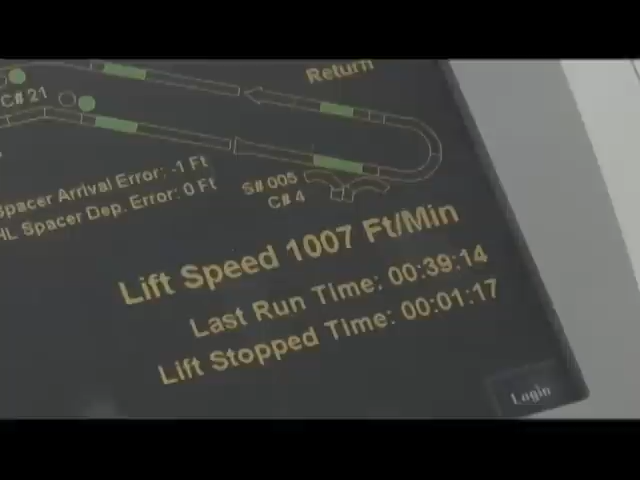 Return
C# 21
Spacer Arrival Error: -1 Ft
HL Spacer Dep. Error: 0 Ft
S# 005
C# 4
Lift Speed 1007 Ft/Min
Last Run Time: 00:39:14
Lift Stopped Time: 00:01:17
Login